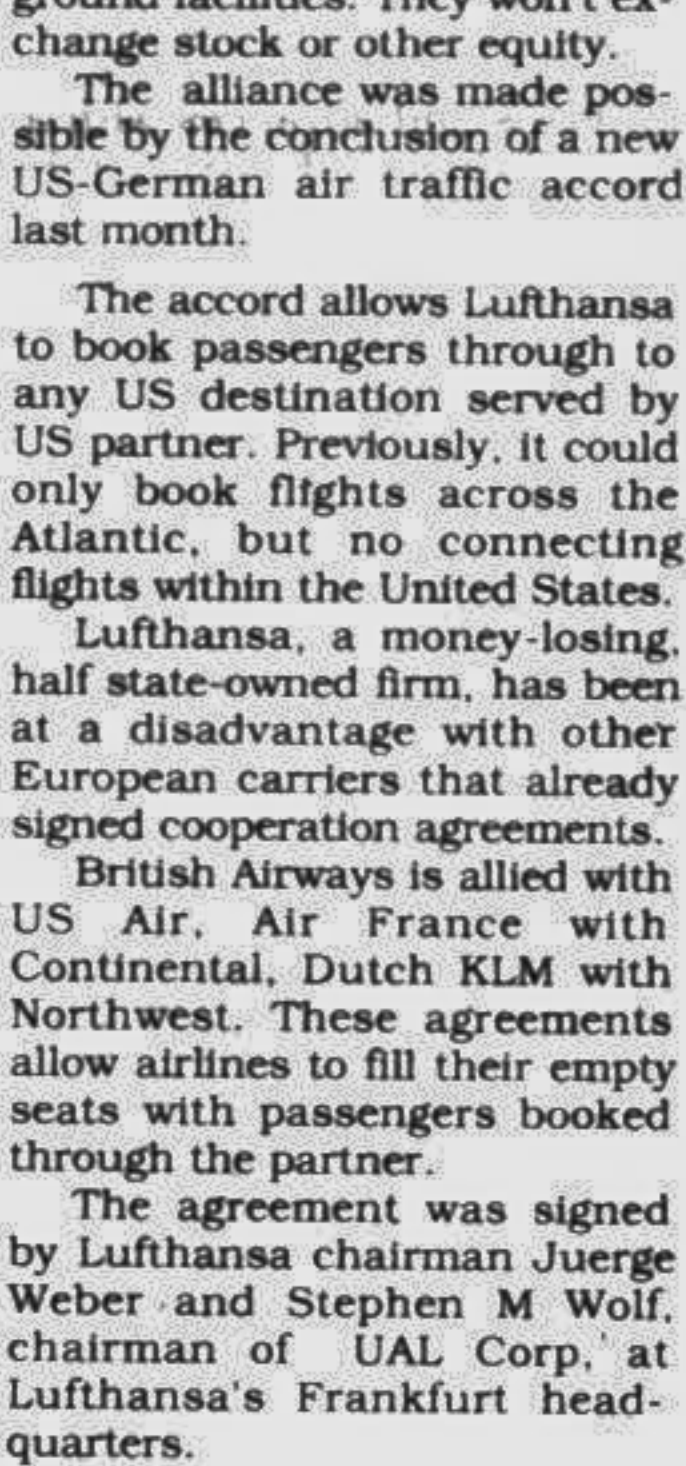 ground facilities. They won't ex-
change stock or other equity.
The alliance was made pos-
sible by the conclusion of a new
US-German air traffic accord
last month.
The accord allows Lufthansa
to book passengers through to
any US destination served by
US partner. Previously, it could
only book flights across the
Atlantic, but no connecting
flights within the United States.
Lufthansa, a money-losing,
half state-owned firm, has been
at a disadvantage with other
European carriers that already
signed cooperation agreements.
British Airways is allied with
US Air, Air France with
Continental, Dutch KLM with
Northwest. These agreements
allow airlines to fill their empty
seats with passengers booked
through the partner.
The agreement was signed
by Lufthansa chairman Juerge
Weber and Stephen M Wolf,
chairman of UAL Corp, at
Lufthansa's Frankfurt head-
quarters.